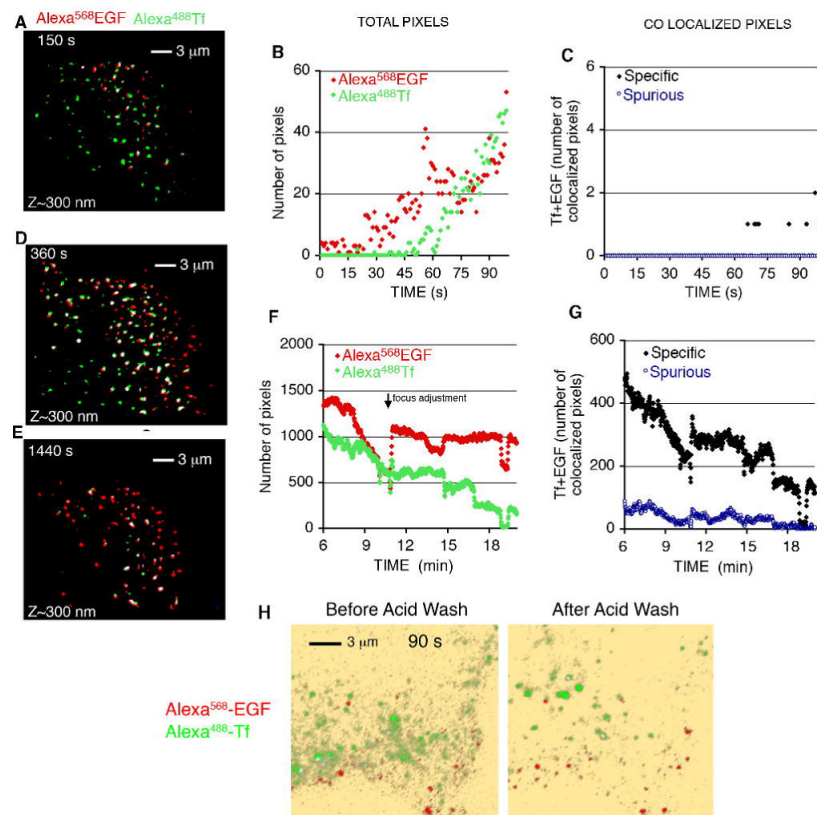 TOTAL PIXELS
CO LOCALIZED PIXELS
A
Alexa568EGF Alexa488Tf
150 s
3 μm
Z~300 nm
B
Alexa568EGF
Alexa488Tf
Number of pixels
60
40
20
0
0 15 30 45 60 75 90
TIME (s)
C
Specific
Spurious
Tf+EGF (number of
colocalized pixels)
6
4
2
0
0 15 30 45 60 75 90
TIME (s)
D
360 s
3 μm
Z~300 nm
E
1440 s
3 μm
Z~300 nm
F
Alexa568EGF
Alexa488Tf
focus adjustment
Number of pixels
2000
1500
1000
500
0
6 9 12 15 18
TIME (min)
G
Specific
Spurious
Tf+EGF (number of
colocalized pixels)
600
400
200
0
6 9 12 15 18
TIME (min)
H
Before Acid Wash
After Acid Wash
3 μm
90 s
Alexa568-EGF
Alexa488-Tf